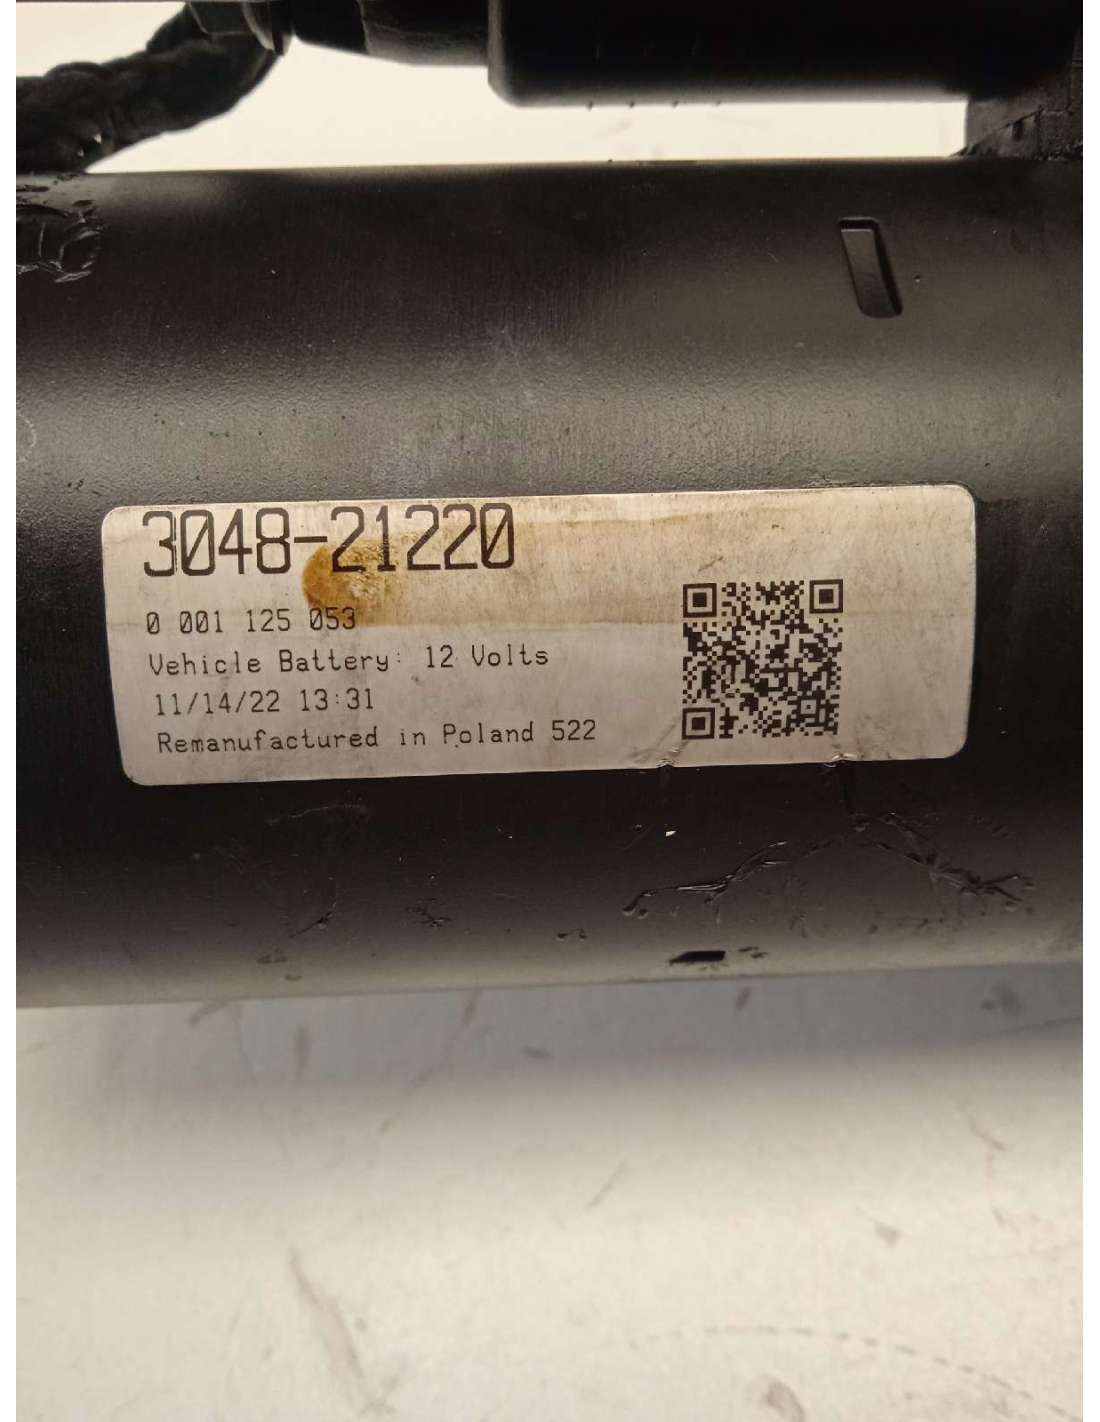 3048-21220
0 001 125 053
Vehicle Battery: 12 Volts
11/14/22 13:31
Remanufactured in Poland 522